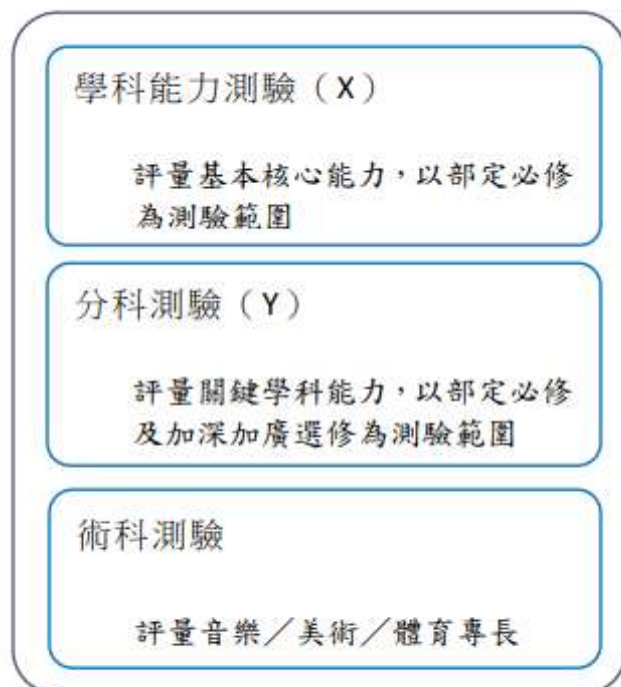 學科能力測驗（X）
評量基本核心能力，以部定必修
為測驗範圍
分科測驗（Y）
評量關鍵學科能力，以部定必修
及加深加廣選修為測驗範圍
術科測驗
評量音樂／美術／體育專長